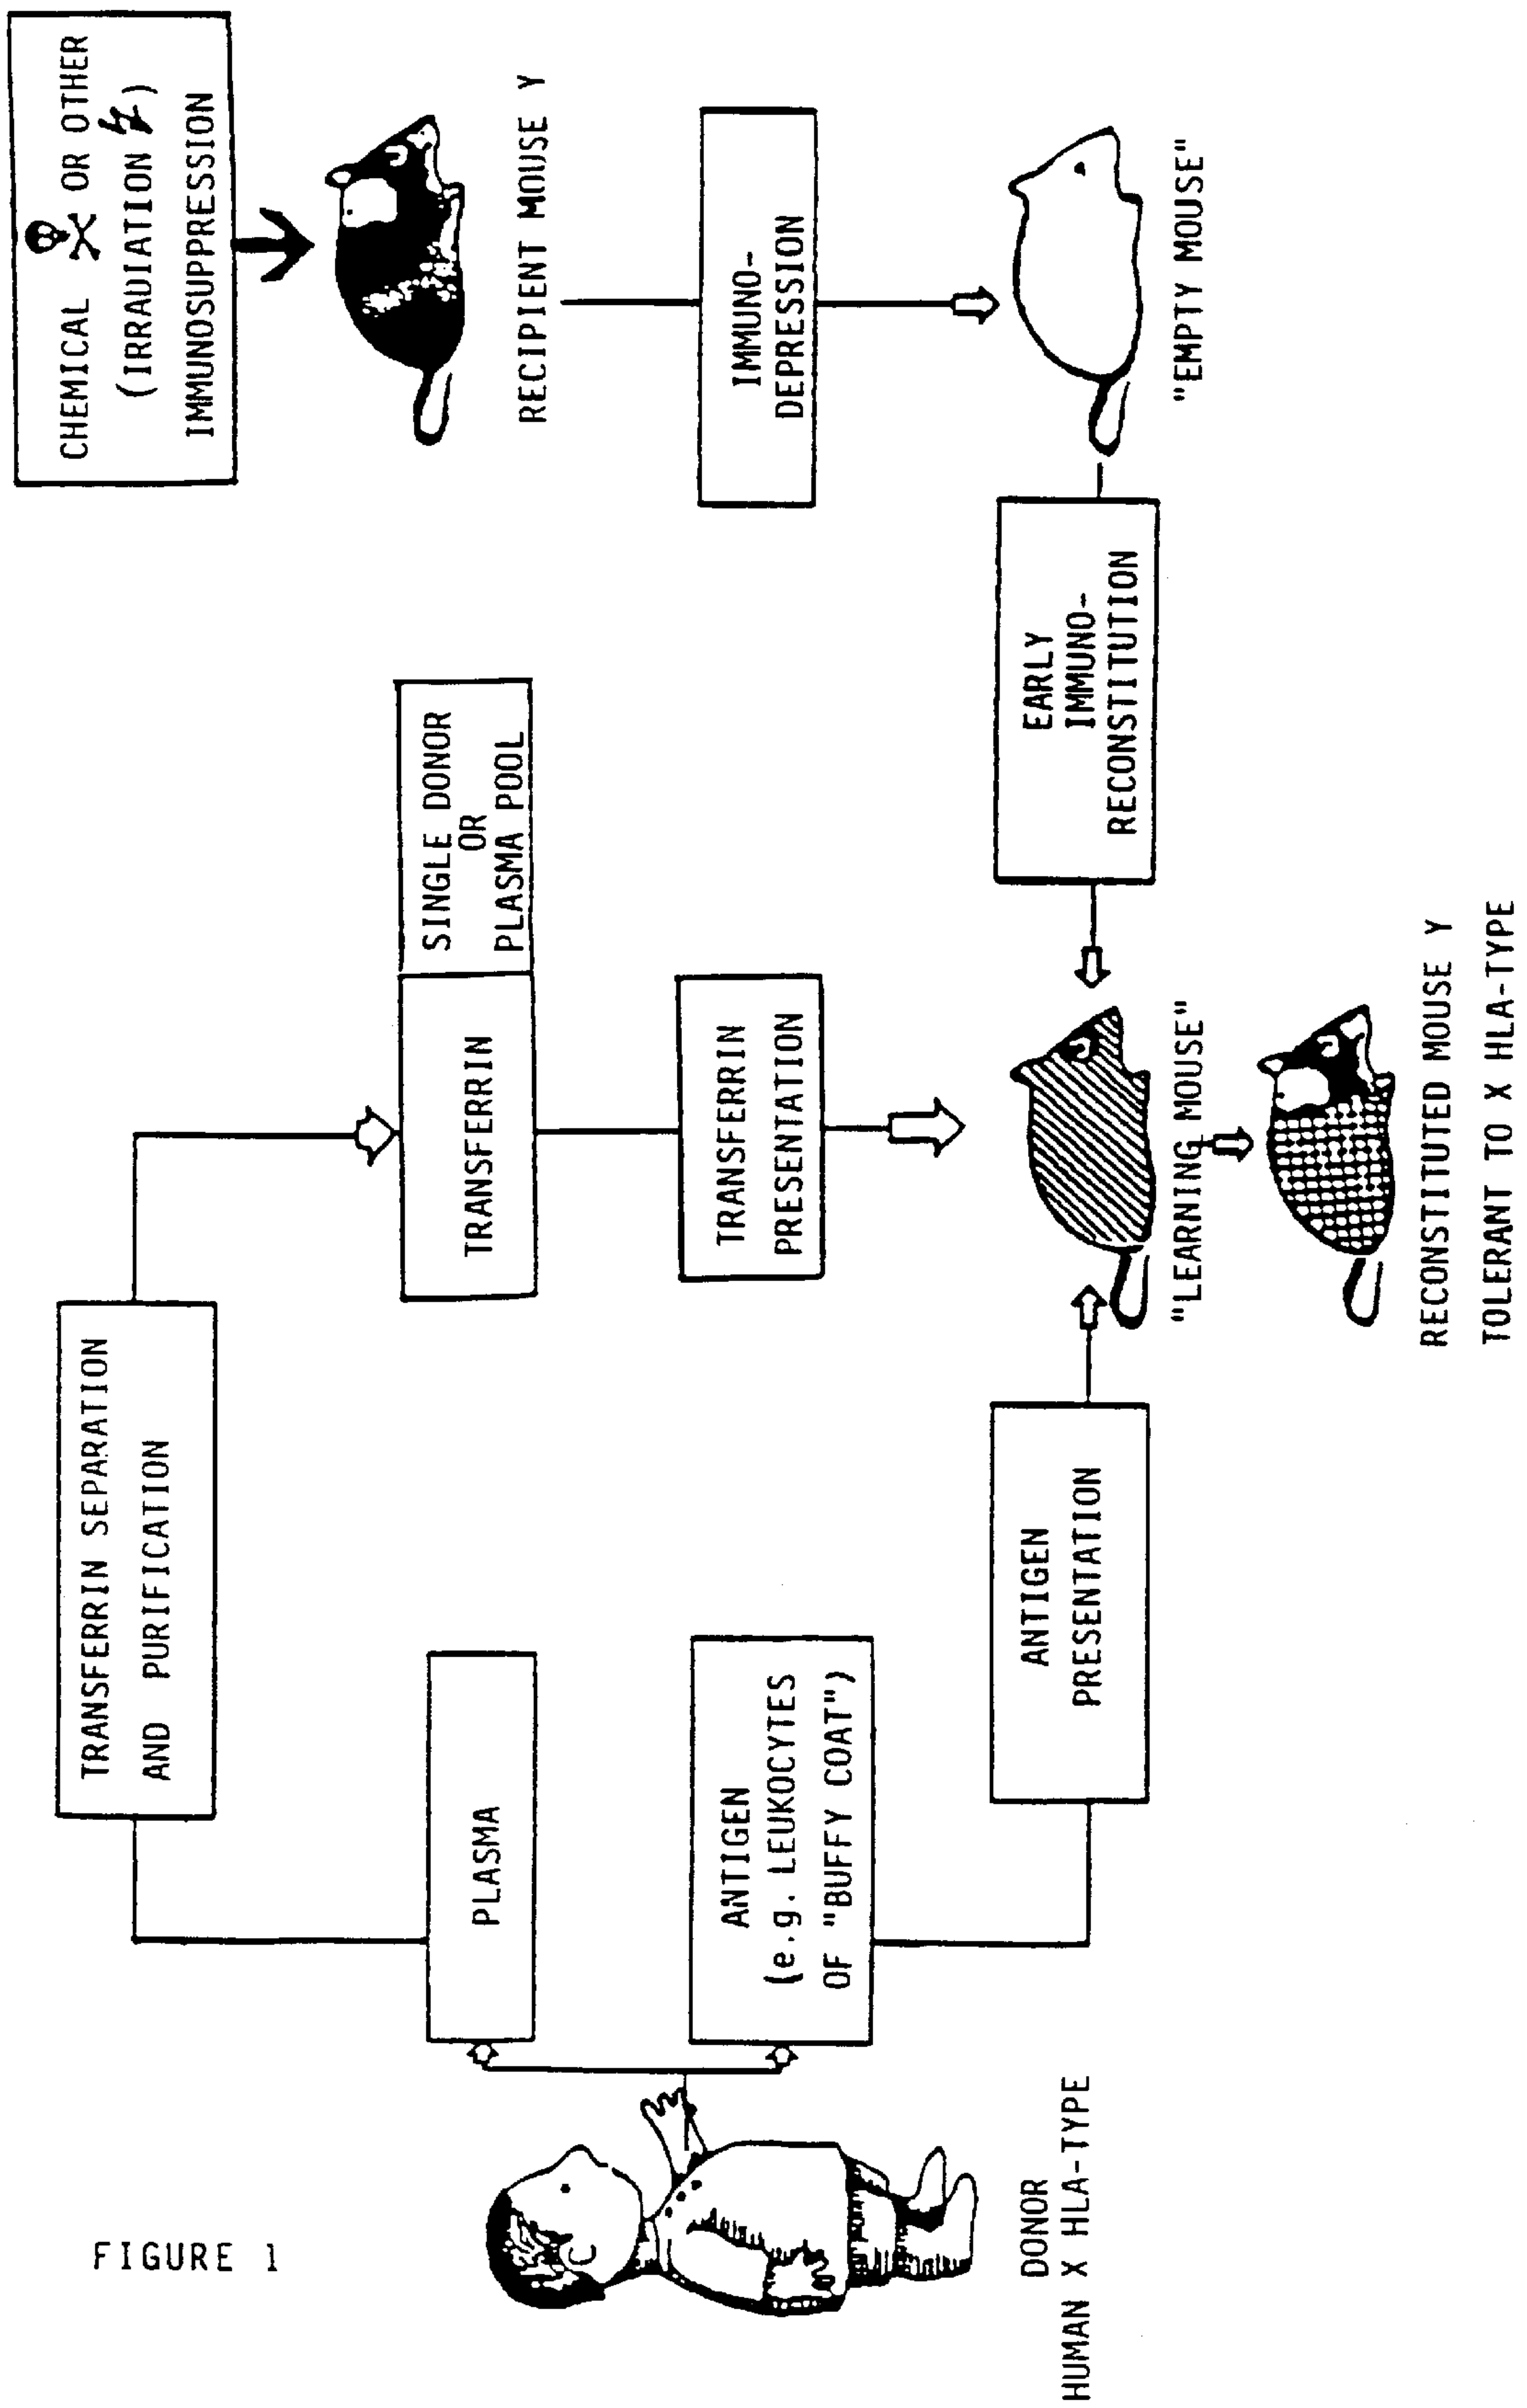 FIGURE 1
DONOR
HUMAN X HLA-TYPE
PLASMA
ANTIGEN
(e.g. LEUKOCYTES
OF "BUFFY COAT")
TRANSFERRIN SEPARATION
AND PURIFICATION
ANTIGEN
PRESENTATION
TRANSFERRIN
SINGLE DONOR
OR
PLASMA POOL
TRANSFERRIN
PRESENTATION
"LEARNING MOUSE"
RECONSTITUTED MOUSE Y
TOLERANT TO X HLA-TYPE
EARLY
IMMUNO-
RECONSTITUTION
CHEMICAL OR OTHER
(IRRADIATION )
IMMUNOSUPPRESSION
RECIPIENT MOUSE Y
IMMUNO-
DEPRESSION
"EMPTY MOUSE"